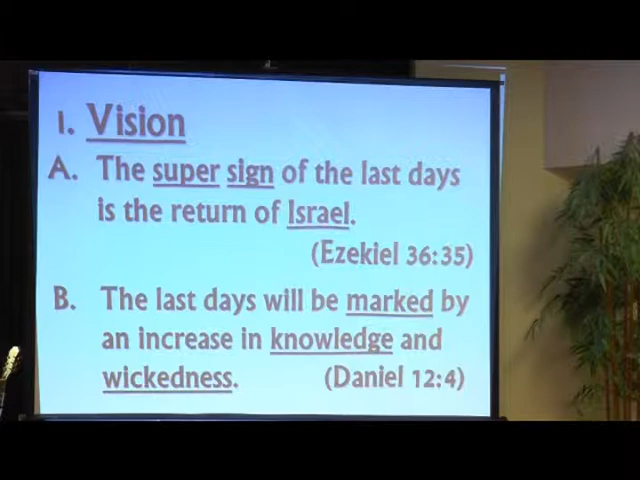 1. Vision
A. The super sign of the last days
is the return of Israel.
(Ezekiel 36:35)
B. The last days will be marked by
an increase in knowledge and
wickedness. (Daniel 12:4)